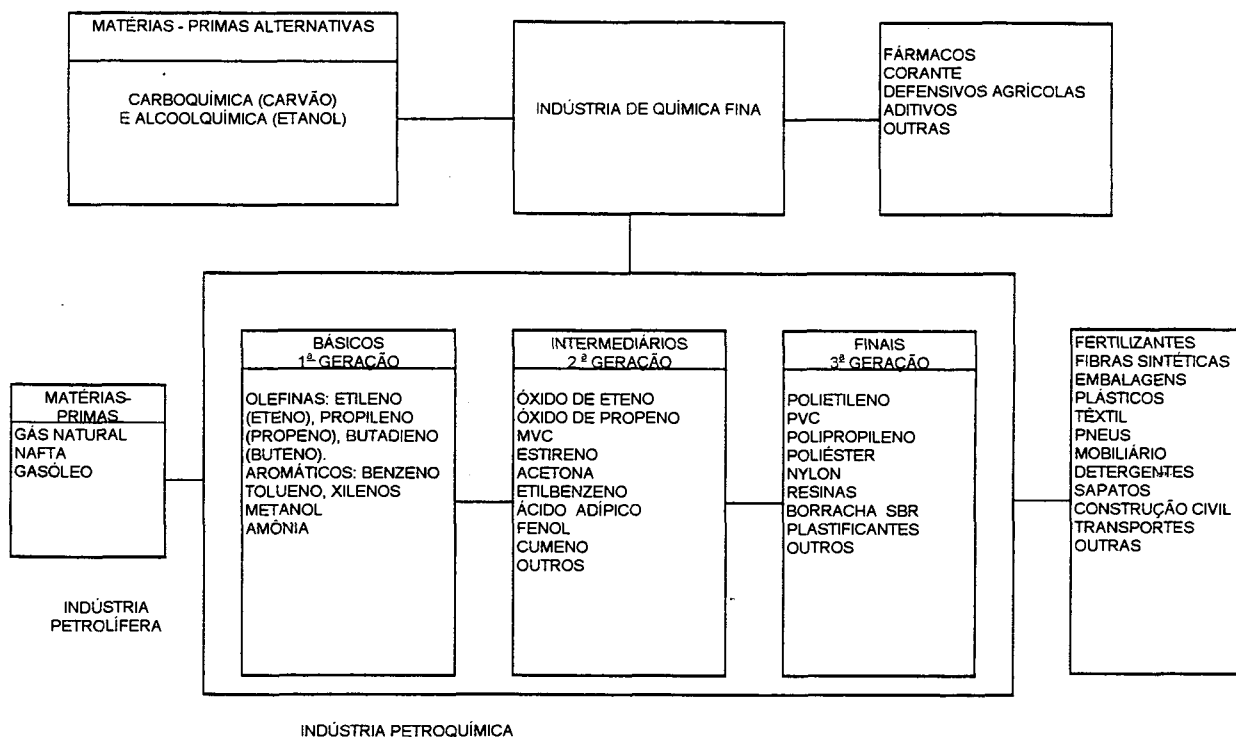 MATÉRIAS - PRIMAS ALTERNATIVAS
CARBOQUÍMICA (CARVÃO)
E ALCOOLQUÍMICA (ETANOL)
INDÚSTRIA DE QUÍMICA FINA
FÁRMACOS
CORANTE
DEFENSIVOS AGRÍCOLAS
ADITIVOS
OUTRAS
MATÉRIAS-
PRIMAS
GÁS NATURAL
NAFTA
GASÓLEO
INDÚSTRIA
PETROLÍFERA
BÁSICOS
1ª GERAÇÃO
OLEFINAS: ETILENO
(ETENO), PROPILENO
(PROPENO), BUTADIENO
(BUTENO).
AROMÁTICOS: BENZENO
TOLUENO, XILENOS
METANOL
AMÔNIA
INTERMEDIÁRIOS
2ª GERAÇÃO
ÓXIDO DE ETENO
ÓXIDO DE PROPENO
MVC
ESTIRENO
ACETONA
ETILBENZENO
ÁCIDO ADÍPICO
FENOL
CUMENO
OUTROS
FINAIS
3ª GERAÇÃO
POLIETILENO
PVC
POLIPROPILENO
POLIÉSTER
NYLON
RESINAS
BORRACHA SBR
PLASTIFICANTES
OUTROS
FERTILIZANTES
FIBRAS SINTÉTICAS
EMBALAGENS
PLÁSTICOS
TÊXTIL
PNEUS
MOBILIÁRIO
DETERGENTES
SAPATOS
CONSTRUÇÃO CIVIL
TRANSPORTES
OUTRAS
INDÚSTRIA PETROQUÍMICA